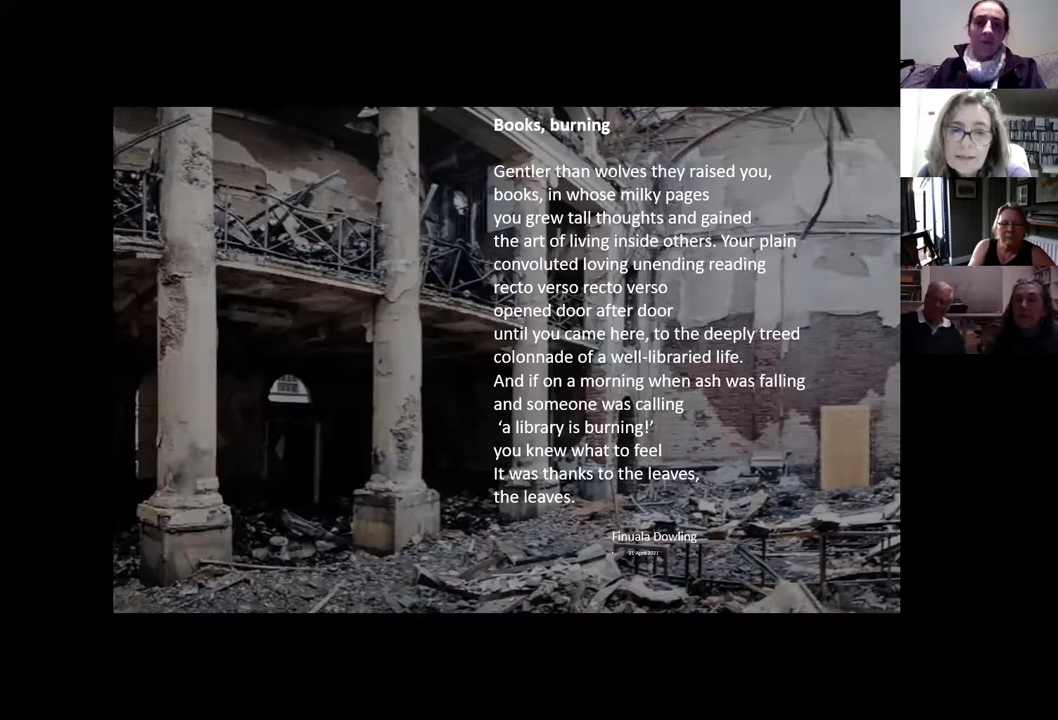 Books, burning
Gentler than wolves they raised you,
books, in whose milky pages
you grew tall thoughts and gained
the art of living inside others. Your plain
convoluted loving unending reading
recto verso recto verso
opened door after door
until you came here, to the deeply treed
colonnade of a well-libraried life.
And if on a morning when ash was falling
and someone was calling
‘a library is burning!’
you knew what to feel
It was thanks to the leaves,
the leaves.
Finuala Dowling
21 April 2021